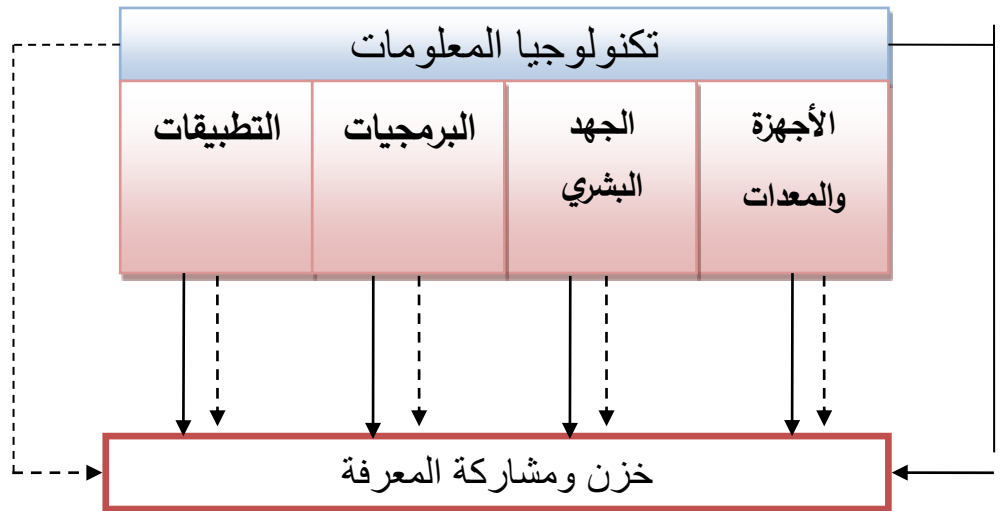 تكنولوجيا المعلومات
الأجهزة
والمعدات
الجهد
البشري
البرمجيات
التطبيقات
خزن ومشاركة المعرفة